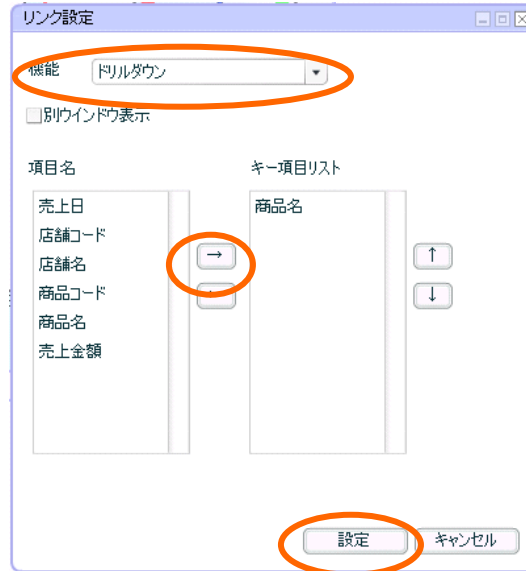 リンク設定
機能 ドリルダウン
別ウインドウ表示
項目名 キー項目リスト
売上日 商品名
店舗コード
店舗名
商品コード
商品名
売上金額
→
↑
↓
設定 キャンセル